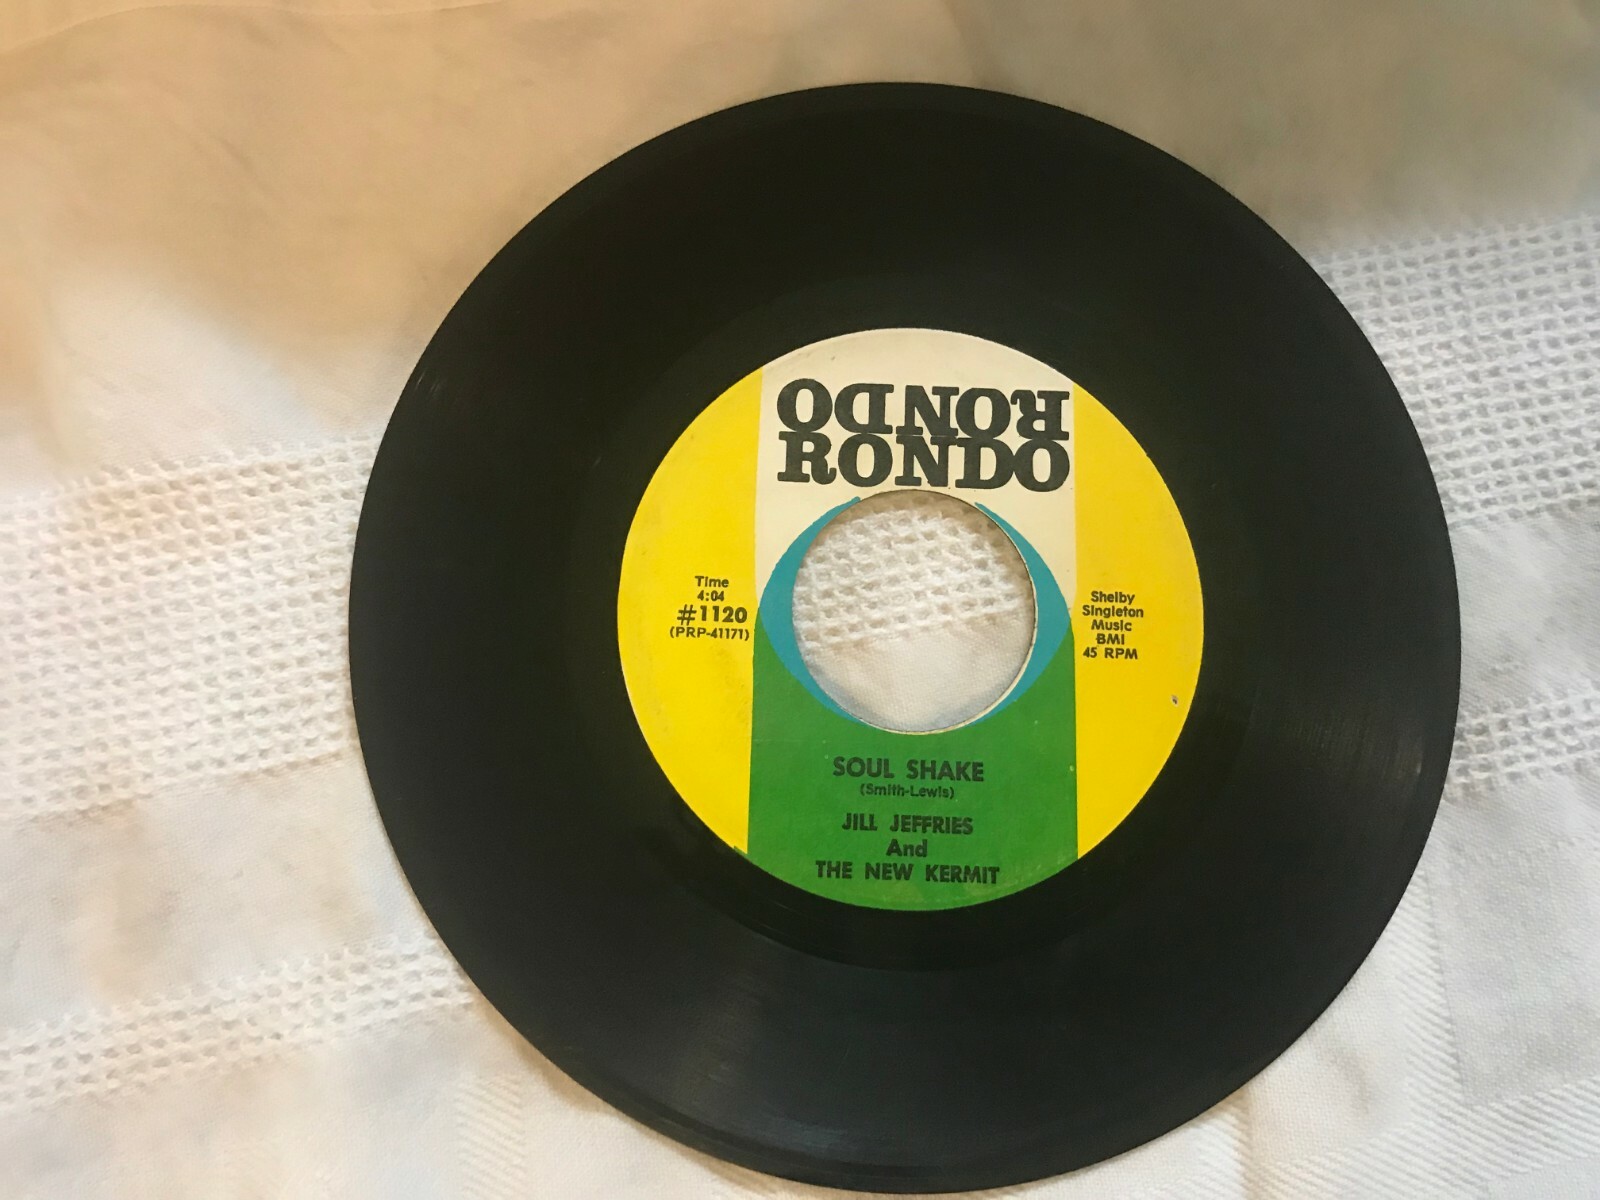 RONDO
RONDO
Time
4:04
#1120
(PRP-41171)
Shelby
Singleton
Music
BMI
45 RPM
SOUL SHAKE
(Smith-Lewis)
JILL JEFFRIES
And
THE NEW KERMIT